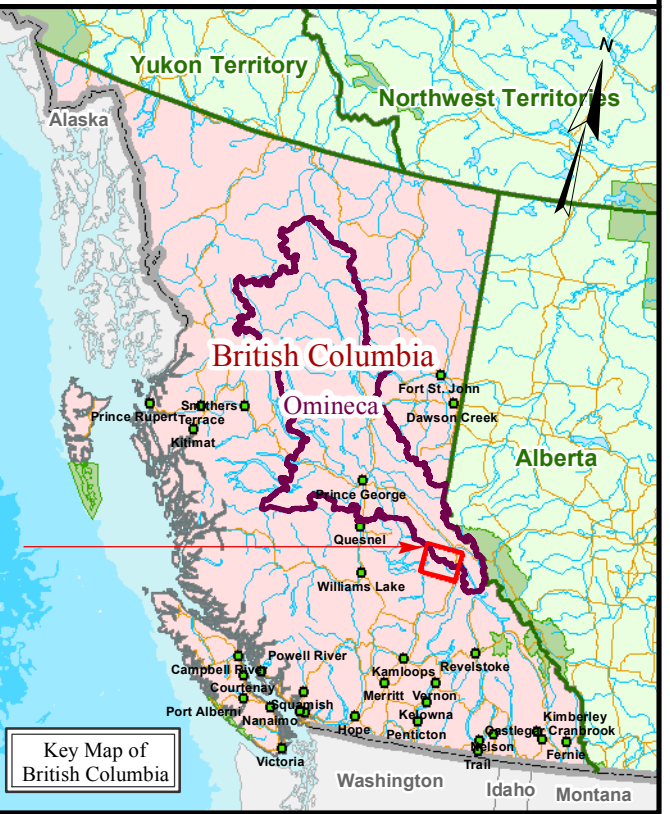 N
Yukon Territory
Northwest Territories
Alaska
British Columbia
Fort St. John
Omineca
Smithers
Dawson Creek
Prince Rupert
Terrace
Kitimat
Alberta
Prince George
Quesnel
Williams Lake
Powell River
Campbell River
Kamloops
Revelstoke
Courtenay
Merritt
Vernon
Squamish
Port Alberni
Nanaimo
Kelowna
Kimberley
Hope
Penticton
Castlegar
Cranbrook
Nelson
Fernie
Victoria
Trail
Key Map of
British Columbia
Washington
Idaho
Montana